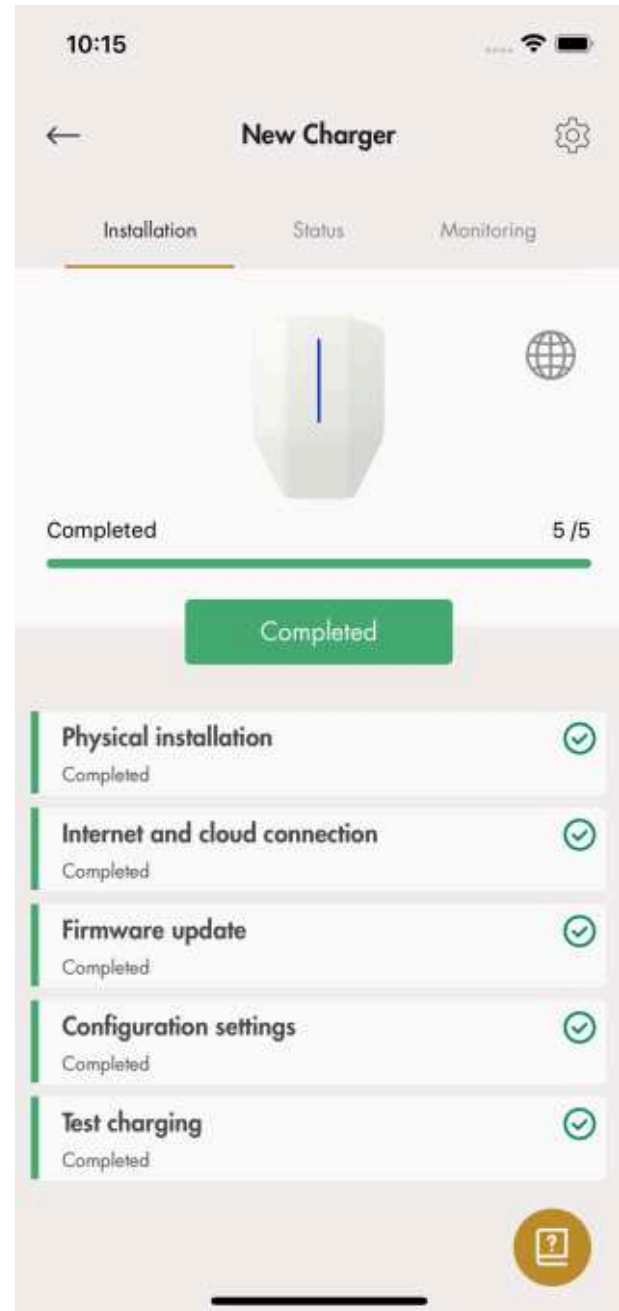 10:15
New Charger
Installation Status Monitoring
Completed 5 /5
Completed
Physical installation
Completed
Internet and cloud connection
Completed
Firmware update
Completed
Configuration settings
Completed
Test charging
Completed
?